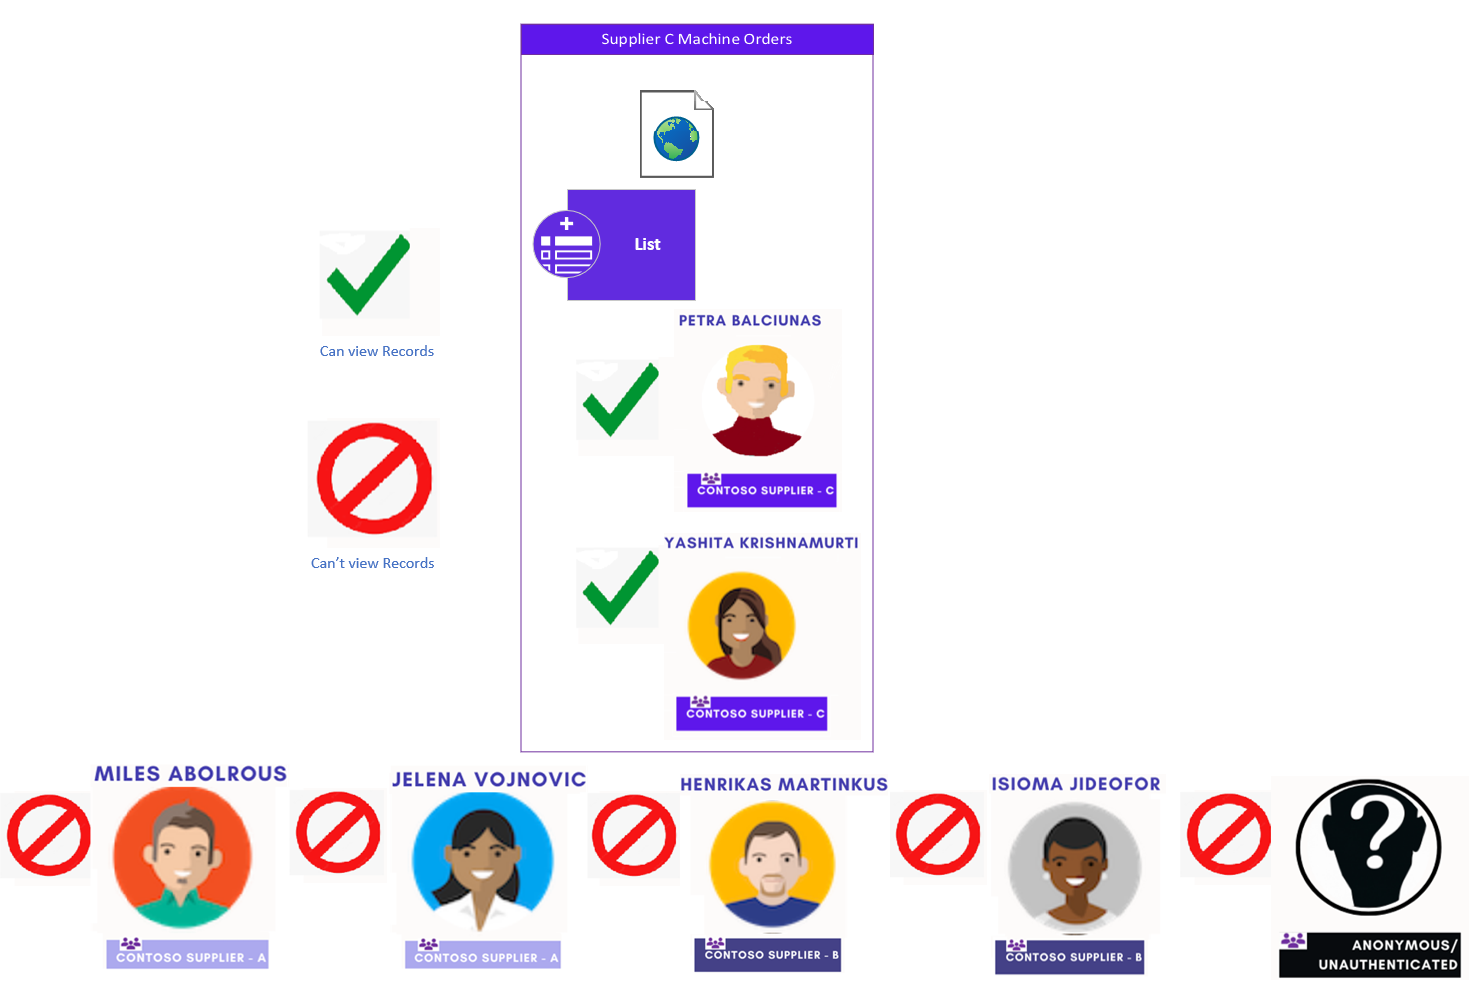 Supplier C Machine Orders
List
Can view Records
Can't view Records
PETRA BALCIUNAS
CONTOSO SUPPLIER - C
YASHITA KRISHNAMURTI
CONTOSO SUPPLIER - C
MILES ABOLROUS
CONTOSO SUPPLIER - A
JELENA VOJNOVIC
CONTOSO SUPPLIER - A
HENRIKAS MARTINKUS
CONTOSO SUPPLIER - B
ISIOMA JIDEOFOR
CONTOSO SUPPLIER - B
?
ANONYMOUS/
UNAUTHENTICATED